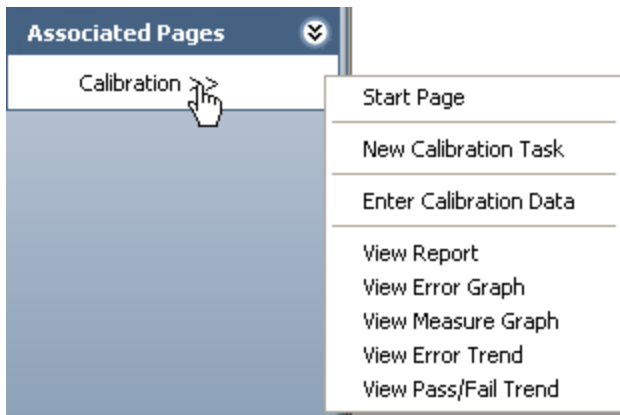 Associated Pages
Calibration >>
Start Page
New Calibration Task
Enter Calibration Data
View Report
View Error Graph
View Measure Graph
View Error Trend
View Pass/Fail Trend